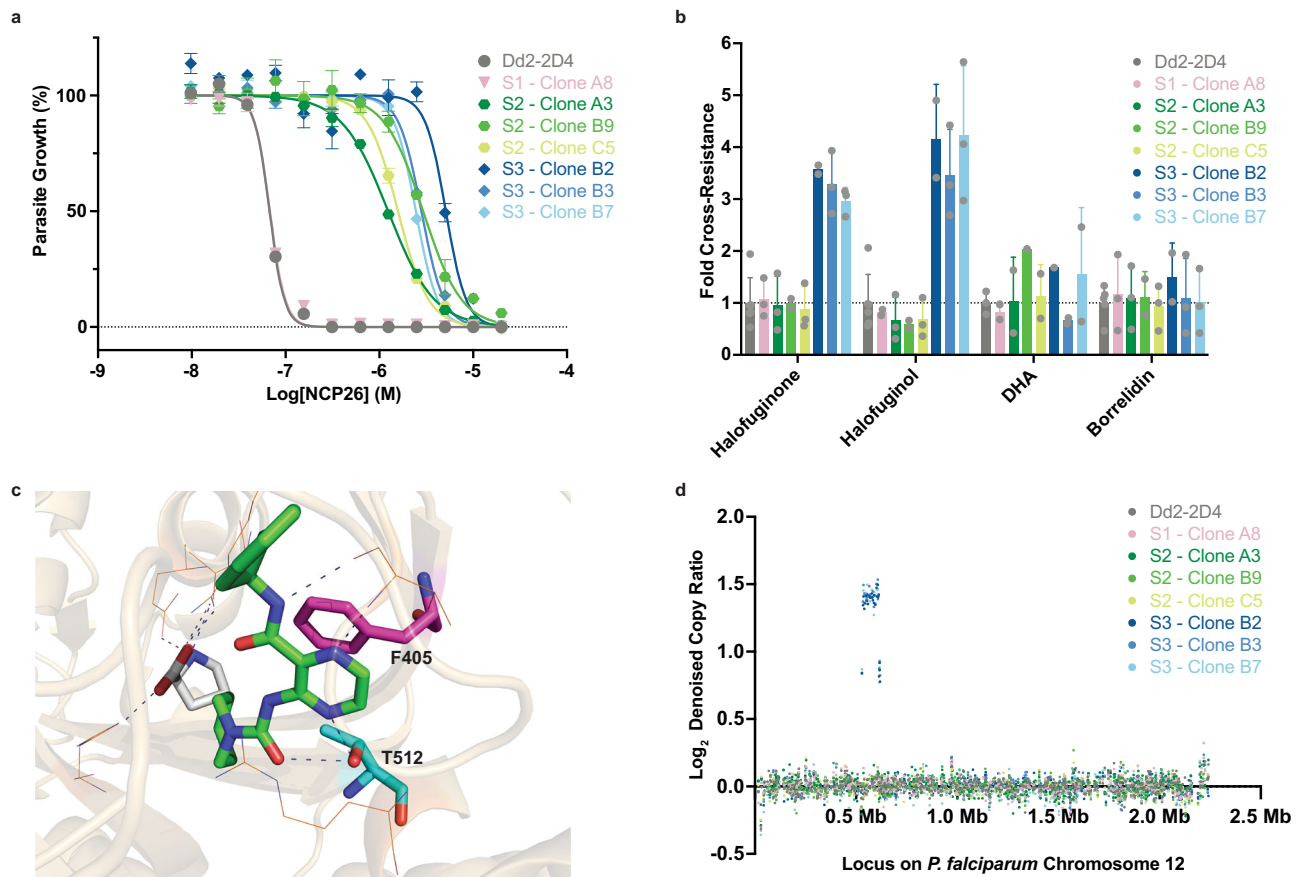 a
Parasite Growth (%)
100
50
0
-9
-8
-7
-6
-5
-4
Log[NCP26] (M)
Dd2-2D4
S1 - Clone A8
S2 - Clone A3
S2 - Clone B9
S2 - Clone C5
S3 - Clone B2
S3 - Clone B3
S3 - Clone B7
b
Fold Cross-Resistance
6
5
4
3
2
1
0
Halofuginone
Halofuginol
DHA
Borrelidin
Dd2-2D4
S1 - Clone A8
S2 - Clone A3
S2 - Clone B9
S2 - Clone C5
S3 - Clone B2
S3 - Clone B3
S3 - Clone B7
c
F405
T512
d
Log2 Denoised Copy Ratio
2.0
1.5
1.0
0.5
0.0
-0.5
0.5 Mb
1.0 Mb
1.5 Mb
2.0 Mb
2.5 Mb
Locus on P. falciparum Chromosome 12
Dd2-2D4
S1 - Clone A8
S2 - Clone A3
S2 - Clone B9
S2 - Clone C5
S3 - Clone B2
S3 - Clone B3
S3 - Clone B7